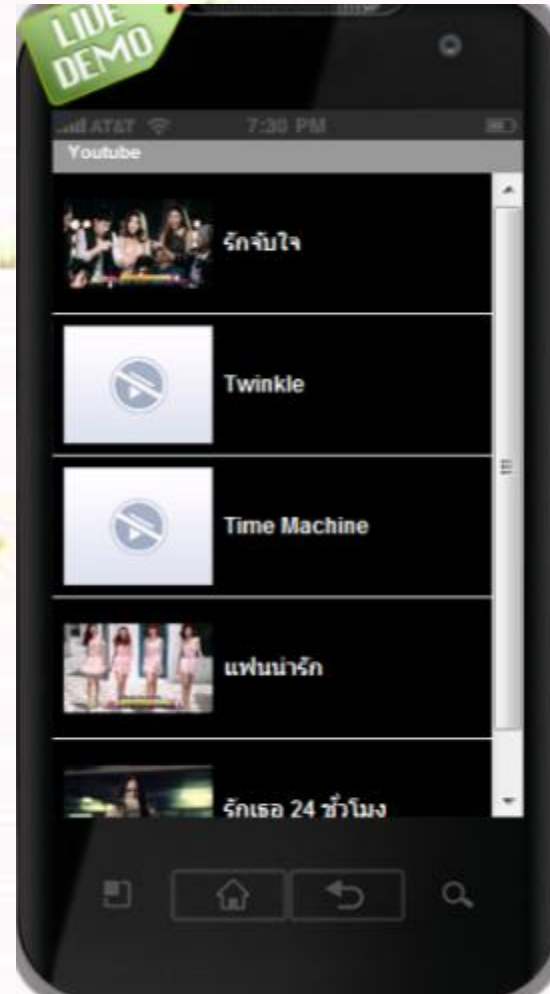 LIVE
DEMO
AT&T 7:30 PM
Youtube
รักจับใจ
Twinkle
Time Machine
แฟนน่ารัก
รักเธอ 24 ชั่วโมง